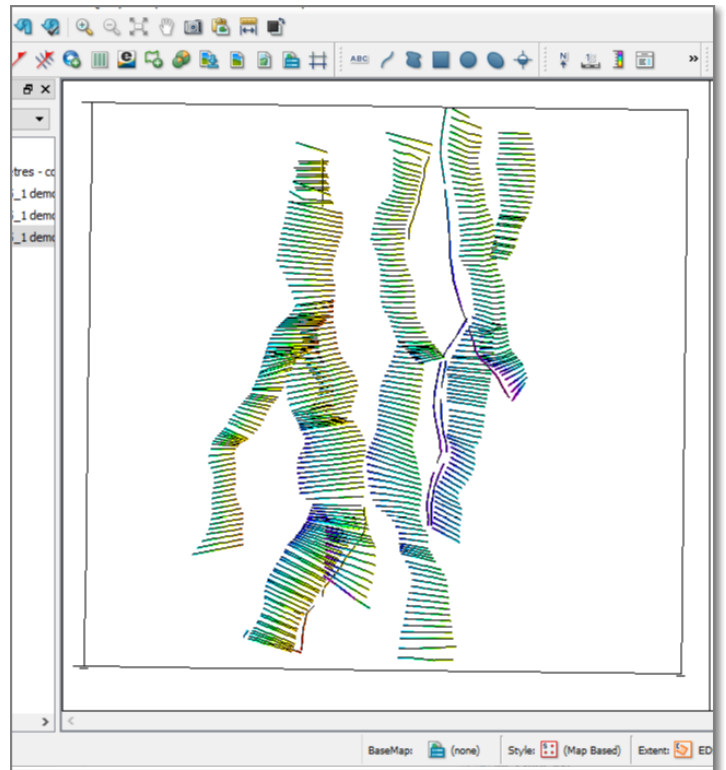 ABC
N
tres - co
_1 demo
_1 demo
_1 demo
BaseMap: (none) Style: (Map Based) Extent: ED